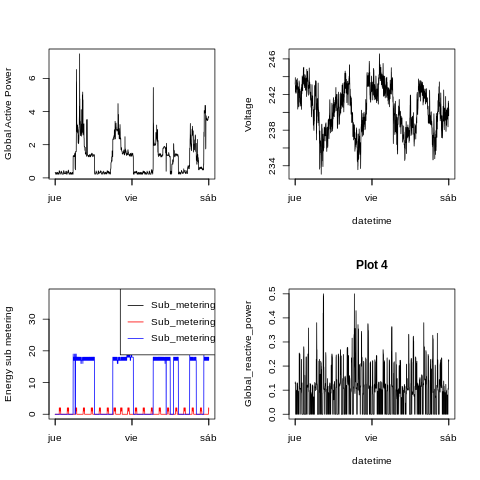 Global Active Power
0 2 4 6
jue vie sáb
Voltage
234 238 242 246
jue vie sáb
datetime
Energy sub metering
0 10 20 30
jue vie sáb
Sub_metering
Sub_metering
Sub_metering
Plot 4
Global_reactive_power
0.0 0.1 0.2 0.3 0.4 0.5
jue vie sáb
datetime